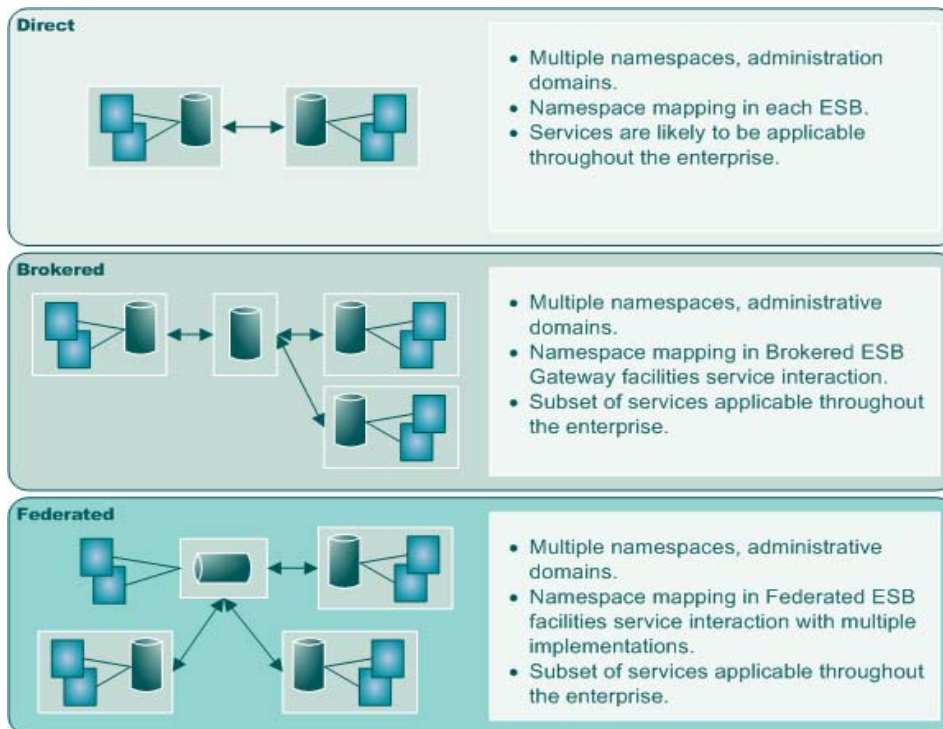 Direct
• Multiple namespaces, administration
domains.
• Namespace mapping in each ESB.
• Services are likely to be applicable
throughout the enterprise.
Brokered
• Multiple namespaces, administrative
domains.
• Namespace mapping in Brokered ESB
Gateway facilities service interaction.
• Subset of services applicable throughout
the enterprise.
Federated
• Multiple namespaces, administrative
domains.
• Namespace mapping in Federated ESB
facilities service interaction with multiple
implementations.
• Subset of services applicable throughout
the enterprise.